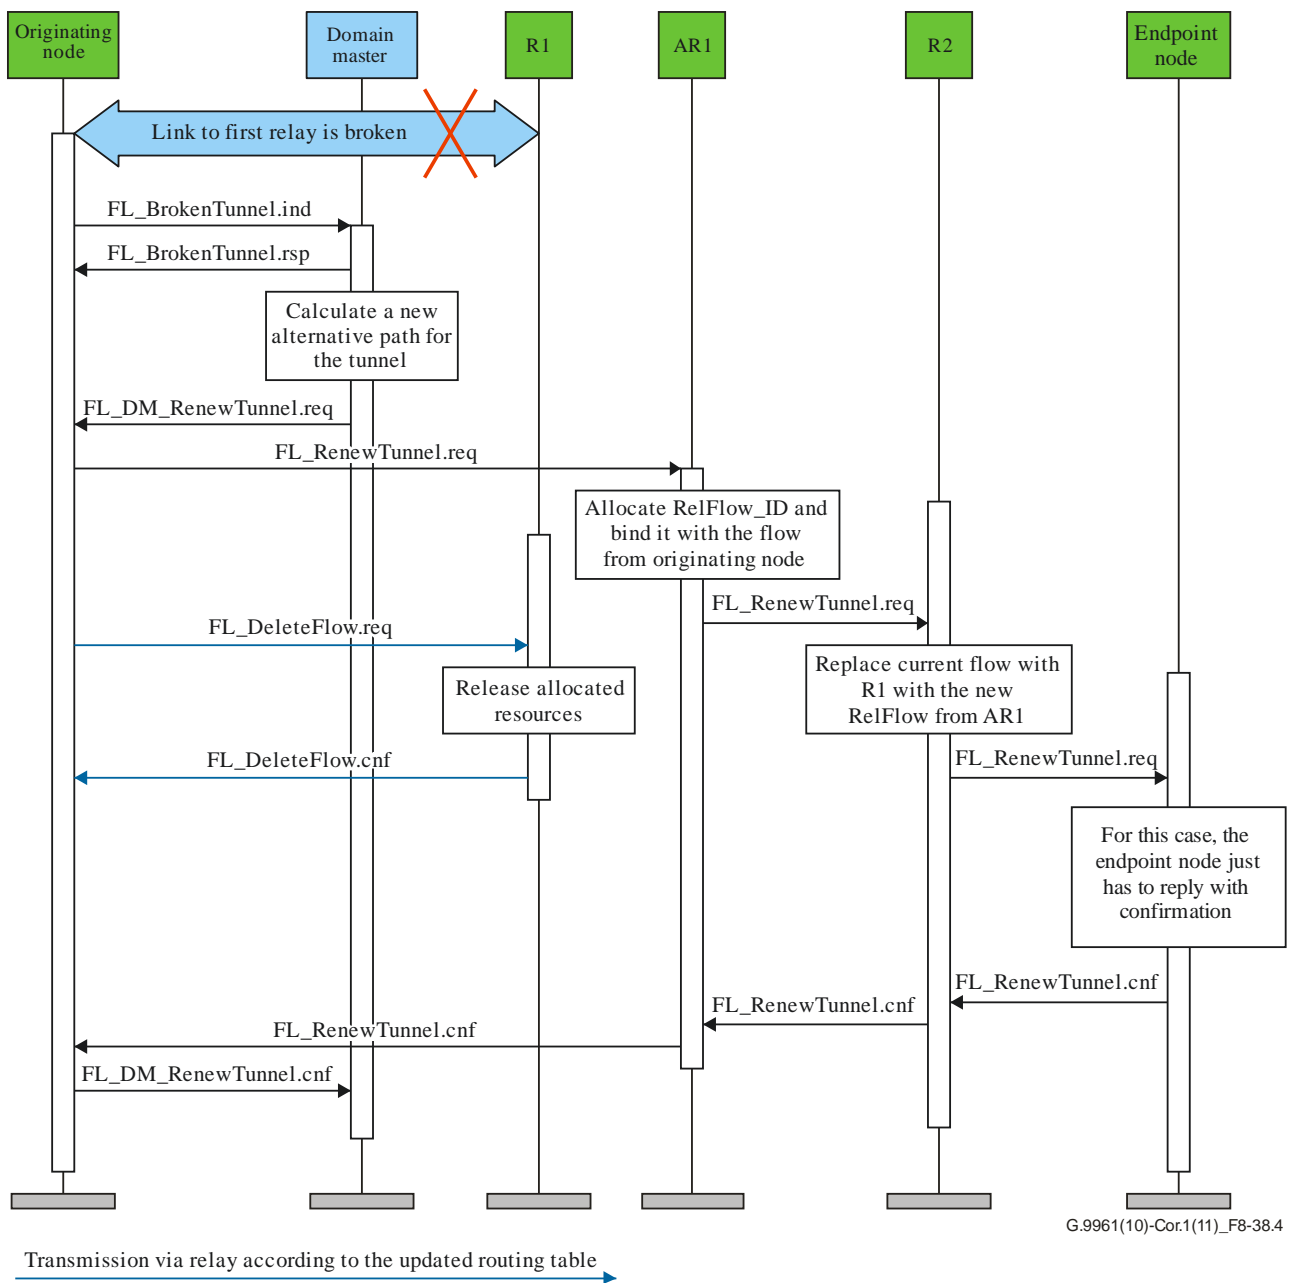 Originating
node
Domain
master
R1
AR1
R2
Endpoint
node
Link to first relay is broken
FL_BrokenTunnel.ind
FL_BrokenTunnel.rsp
Calculate a new
alternative path for
the tunnel
FL_DM_RenewTunnel.req
FL_RenewTunnel.req
Allocate RelFlow_ID and
bind it with the flow
from originating node
FL_RenewTunnel.req
FL_DeleteFlow.req
Replace current flow with
R1 with the new
RelFlow from AR1
Release allocated
resources
FL_DeleteFlow.cnf
FL_RenewTunnel.req
For this case, the
endpoint node just
has to reply with
confirmation
FL_RenewTunnel.cnf
FL_RenewTunnel.cnf
FL_RenewTunnel.cnf
FL_DM_RenewTunnel.cnf
G.9961(10)-Cor.1(11)_F8-38.4
Transmission via relay according to the updated routing table